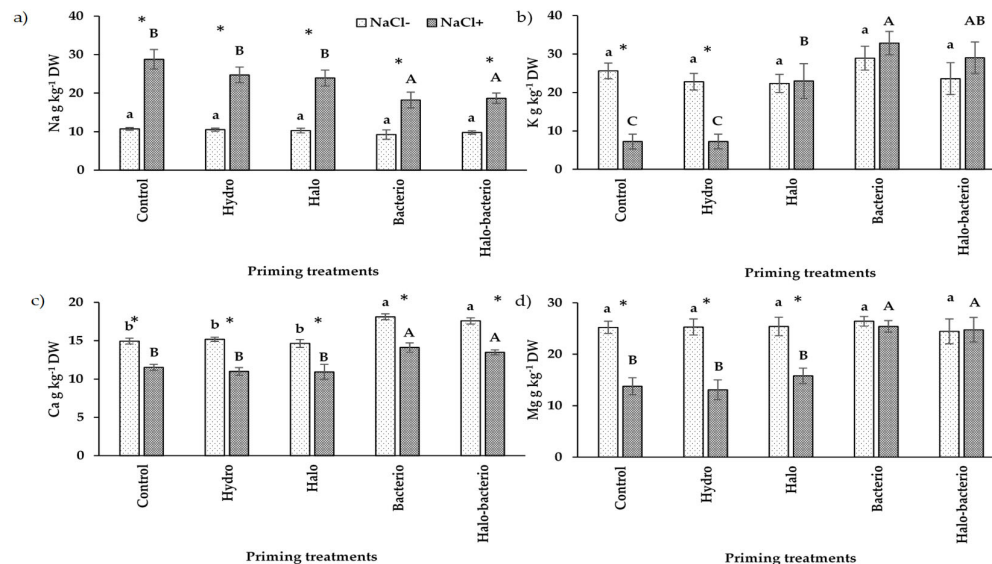 a)
NaCl-
NaCl+
Na g kg-1 DW
40
30
20
10
0
* * * * *
a B a B a B a A a A
Control
Hydro
Halo
Bacterio
Halo-bacterio
Priming treatments
b)
K g kg-1 DW
40
30
20
10
0
* *
a C a C a B a A a AB
Control
Hydro
Halo
Bacterio
Halo-bacterio
Priming treatments
c)
Ca g kg-1 DW
20
15
10
5
0
* * * * *
b B b B b B a A a A
Control
Hydro
Halo
Bacterio
Halo-bacterio
Priming treatments
d)
Mg g kg-1 DW
30
20
10
0
* * *
a B a B a B a A a A
Control
Hydro
Halo
Bacterio
Halo-bacterio
Priming treatments